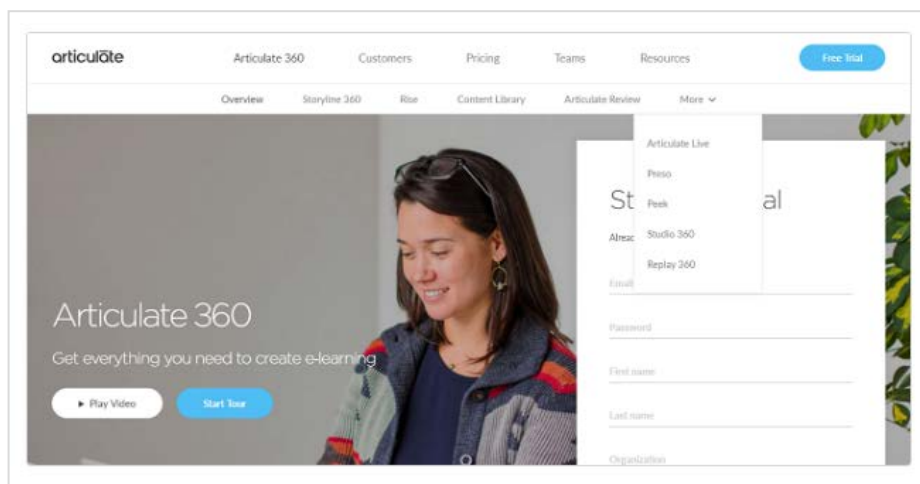 articulate
Articulate 360 Customers Pricing Teams Resources Free Trial
Overview Storyline 360 Rise Content Library Articulate Review More
Articulate Live
Preso
Peek
Studio 360
Replay 360
St al
Alread
Email
Password
First name
Last name
Organization
Articulate 360
Get everything you need to create e-learning
Play Video Start Tour